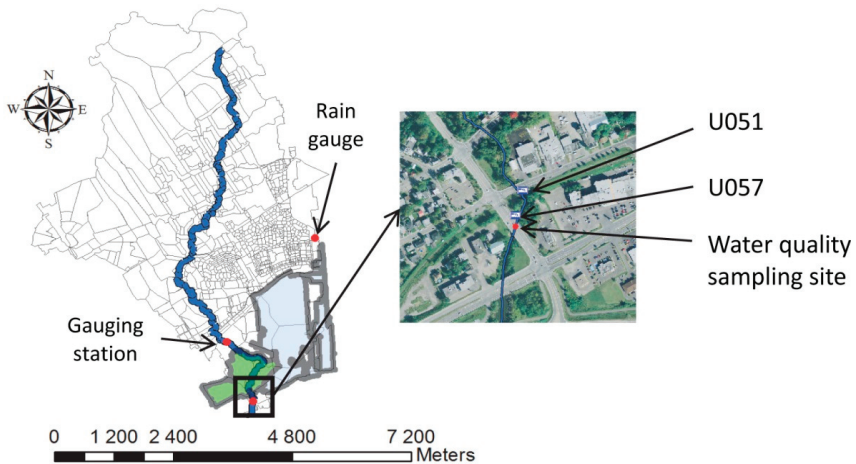 N
W E
S
Rain
gauge
U051
U057
Water quality
sampling site
Gauging
station
0 1 200 2 400 4 800 7 200
Meters